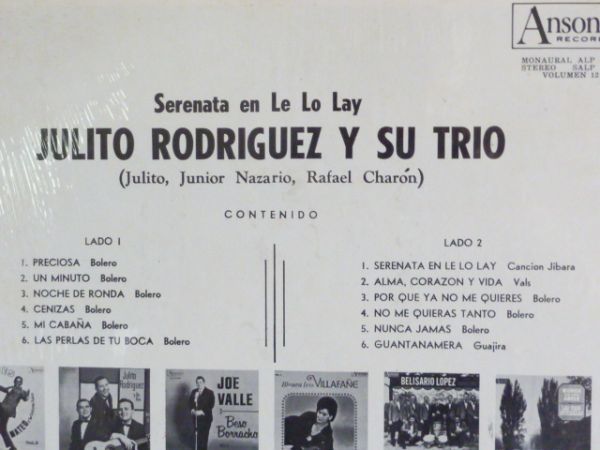 Anson
RECOR
MONAURAL ALP
STEREO SALP
VOLUMEN 12
Serenata en Le Lo Lay
JULITO RODRIGUEZ Y SU TRIO
(Julito, Junior Nazario, Rafael Charón)
CONTENIDO
LADO 1
1. PRECIOSA Bolero
2. UN MINUTO Bolero
3. NOCHE DE RONDA Bolero
4. CENIZAS Bolero
5. MI CABAÑA Bolero
6. LAS PERLAS DE TU BOCA Bolero
LADO 2
1. SERENATA EN LE LO LAY Cancion Jibara
2. ALMA, CORAZON Y VIDA Vals
3. POR QUE YA NO ME QUIERES Bolero
4. NO ME QUIERAS TANTO Bolero
5. NUNCA JAMAS Bolero
6. GUANTANAMERA Guajira
MATEO
Julito
Rodriguez
JOE
VALLE
Beso
Borracho
VILLAFAÑE
BELISARIO LOPEZ